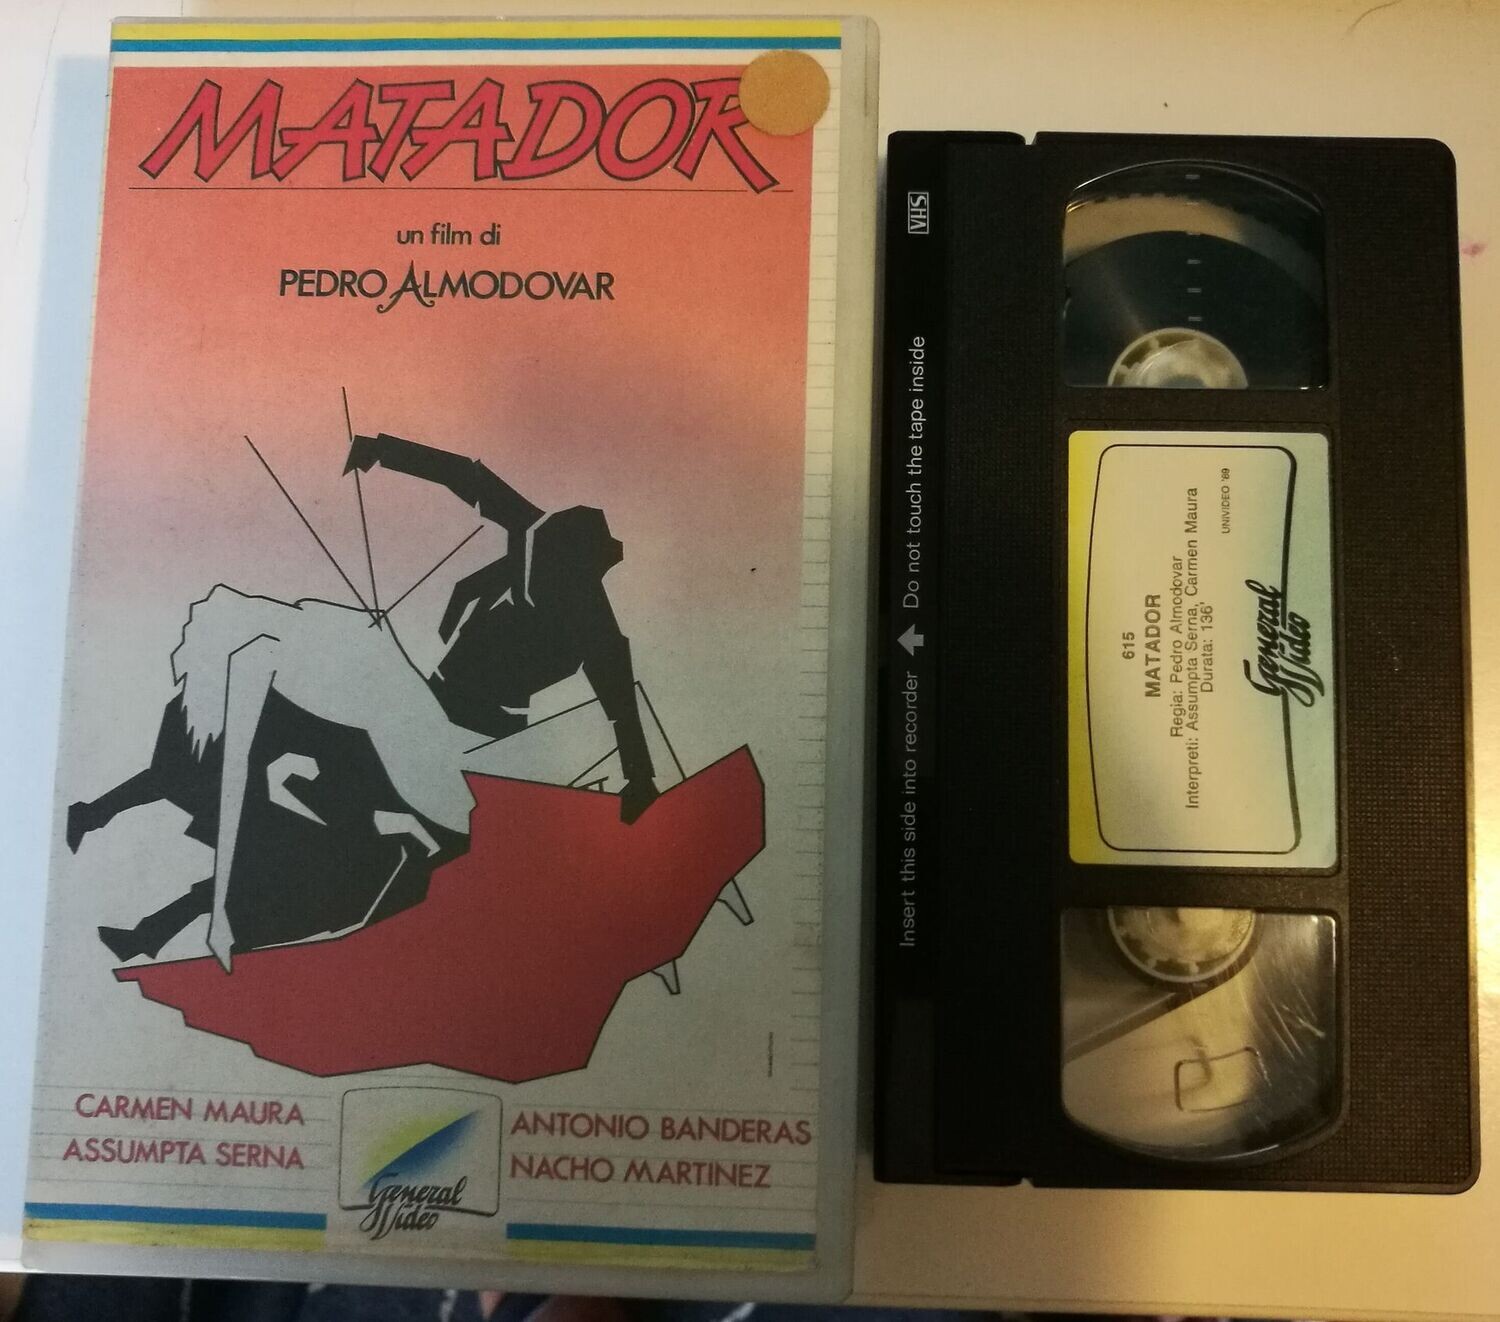 MATADOR
un film di
PEDRO ALMODOVAR
CARMEN MAURA
ASSUMPTA SERNA
General
Video
ANTONIO BANDERAS
NACHO MARTINEZ
VHS
Insert this side into recorder Do not touch the tape inside
615
MATADOR
Regia: Pedro Almodovar
Interpreti: Assumpta Serna, Carmen Maura
Durata: 136'
UNIVIDEO '89
General
Video